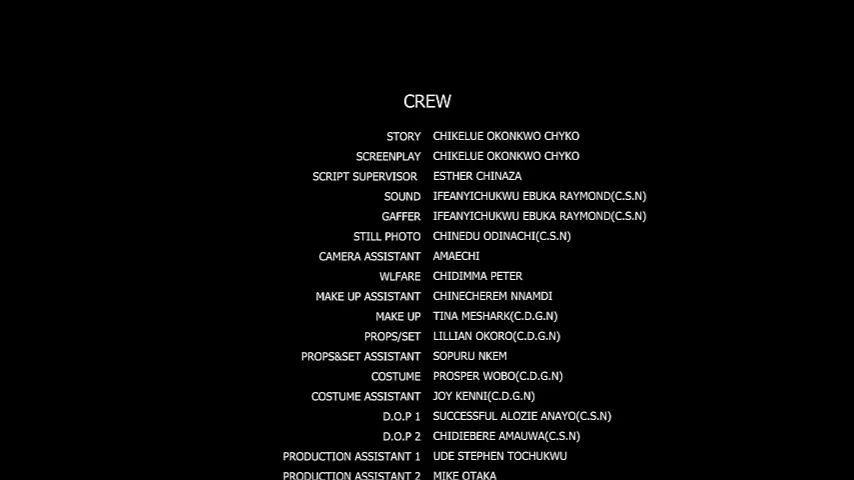 CREW
STORY CHIKELUE OKONKWO CHYKO
SCREENPLAY CHIKELUE OKONKWO CHYKO
SCRIPT SUPERVISOR ESTHER CHINAZA
SOUND IFEANYICHUKWU EBUKA RAYMOND(C.S.N)
GAFFER IFEANYICHUKWU EBUKA RAYMOND(C.S.N)
STILL PHOTO CHINEDU ODINACHI(C.S.N)
CAMERA ASSISTANT AMAECHI
WLFARE CHIDIMMA PETER
MAKE UP ASSISTANT CHINECHEREM NNAMDI
MAKE UP TINA MESHARK(C.D.G.N)
PROPS/SET LILLIAN OKORO(C.D.G.N)
PROPS&SET ASSISTANT SOPURU NKEM
COSTUME PROSPER WOBO(C.D.G.N)
COSTUME ASSISTANT JOY KENNI(C.D.G.N)
D.O.P 1 SUCCESSFUL ALOZIE ANAYO(C.S.N)
D.O.P 2 CHIDIEBERE AMAUWA(C.S.N)
PRODUCTION ASSISTANT 1 UDE STEPHEN TOCHUKWU
PRODUCTION ASSISTANT 2 MIKE OTAKA